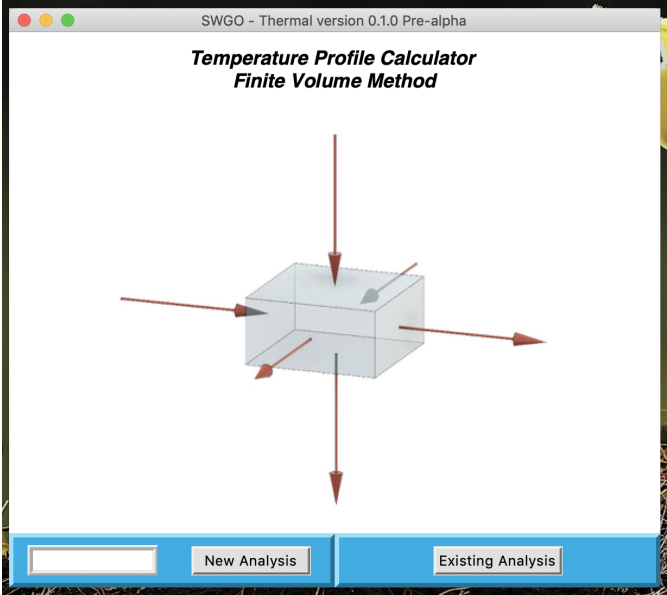 SWGO - Thermal version 0.1.0 Pre-alpha
Temperature Profile Calculator
Finite Volume Method
New Analysis
Existing Analysis